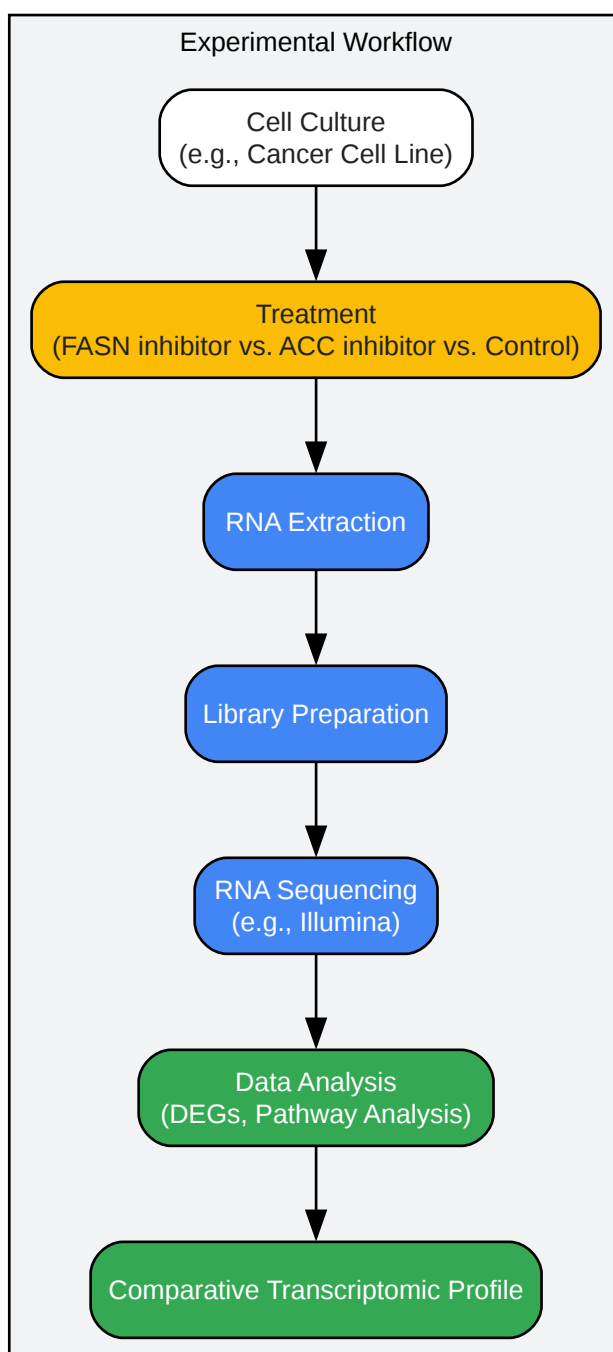 Experimental Workflow
Cell Culture
(e.g., Cancer Cell Line)
Treatment
(FASN inhibitor vs. ACC inhibitor vs. Control)
RNA Extraction
Library Preparation
RNA Sequencing
(e.g., Illumina)
Data Analysis
(DEGs, Pathway Analysis)
Comparative Transcriptomic Profile